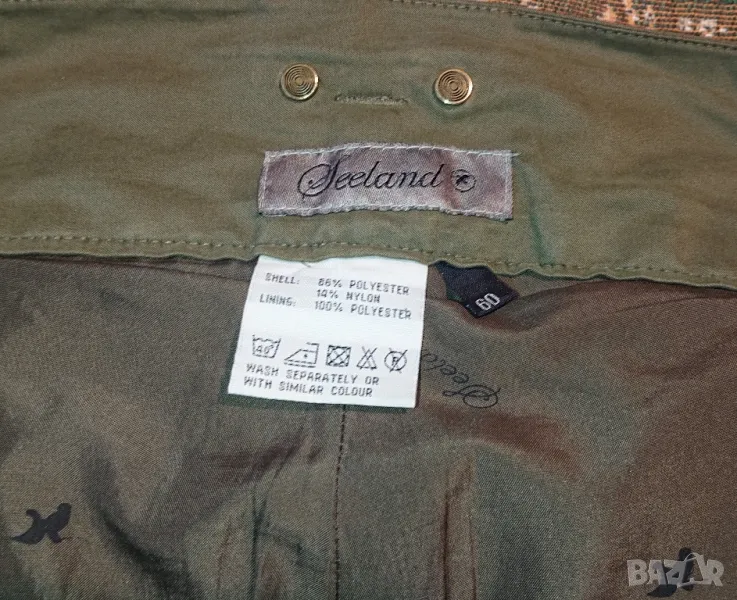 Seeland
SHELL: 86% POLYESTER
14% NYLON
LINING: 100% POLYESTER
60
40°
P
WASH SEPARATELY OR
WITH SIMILAR COLOUR
BAZAR